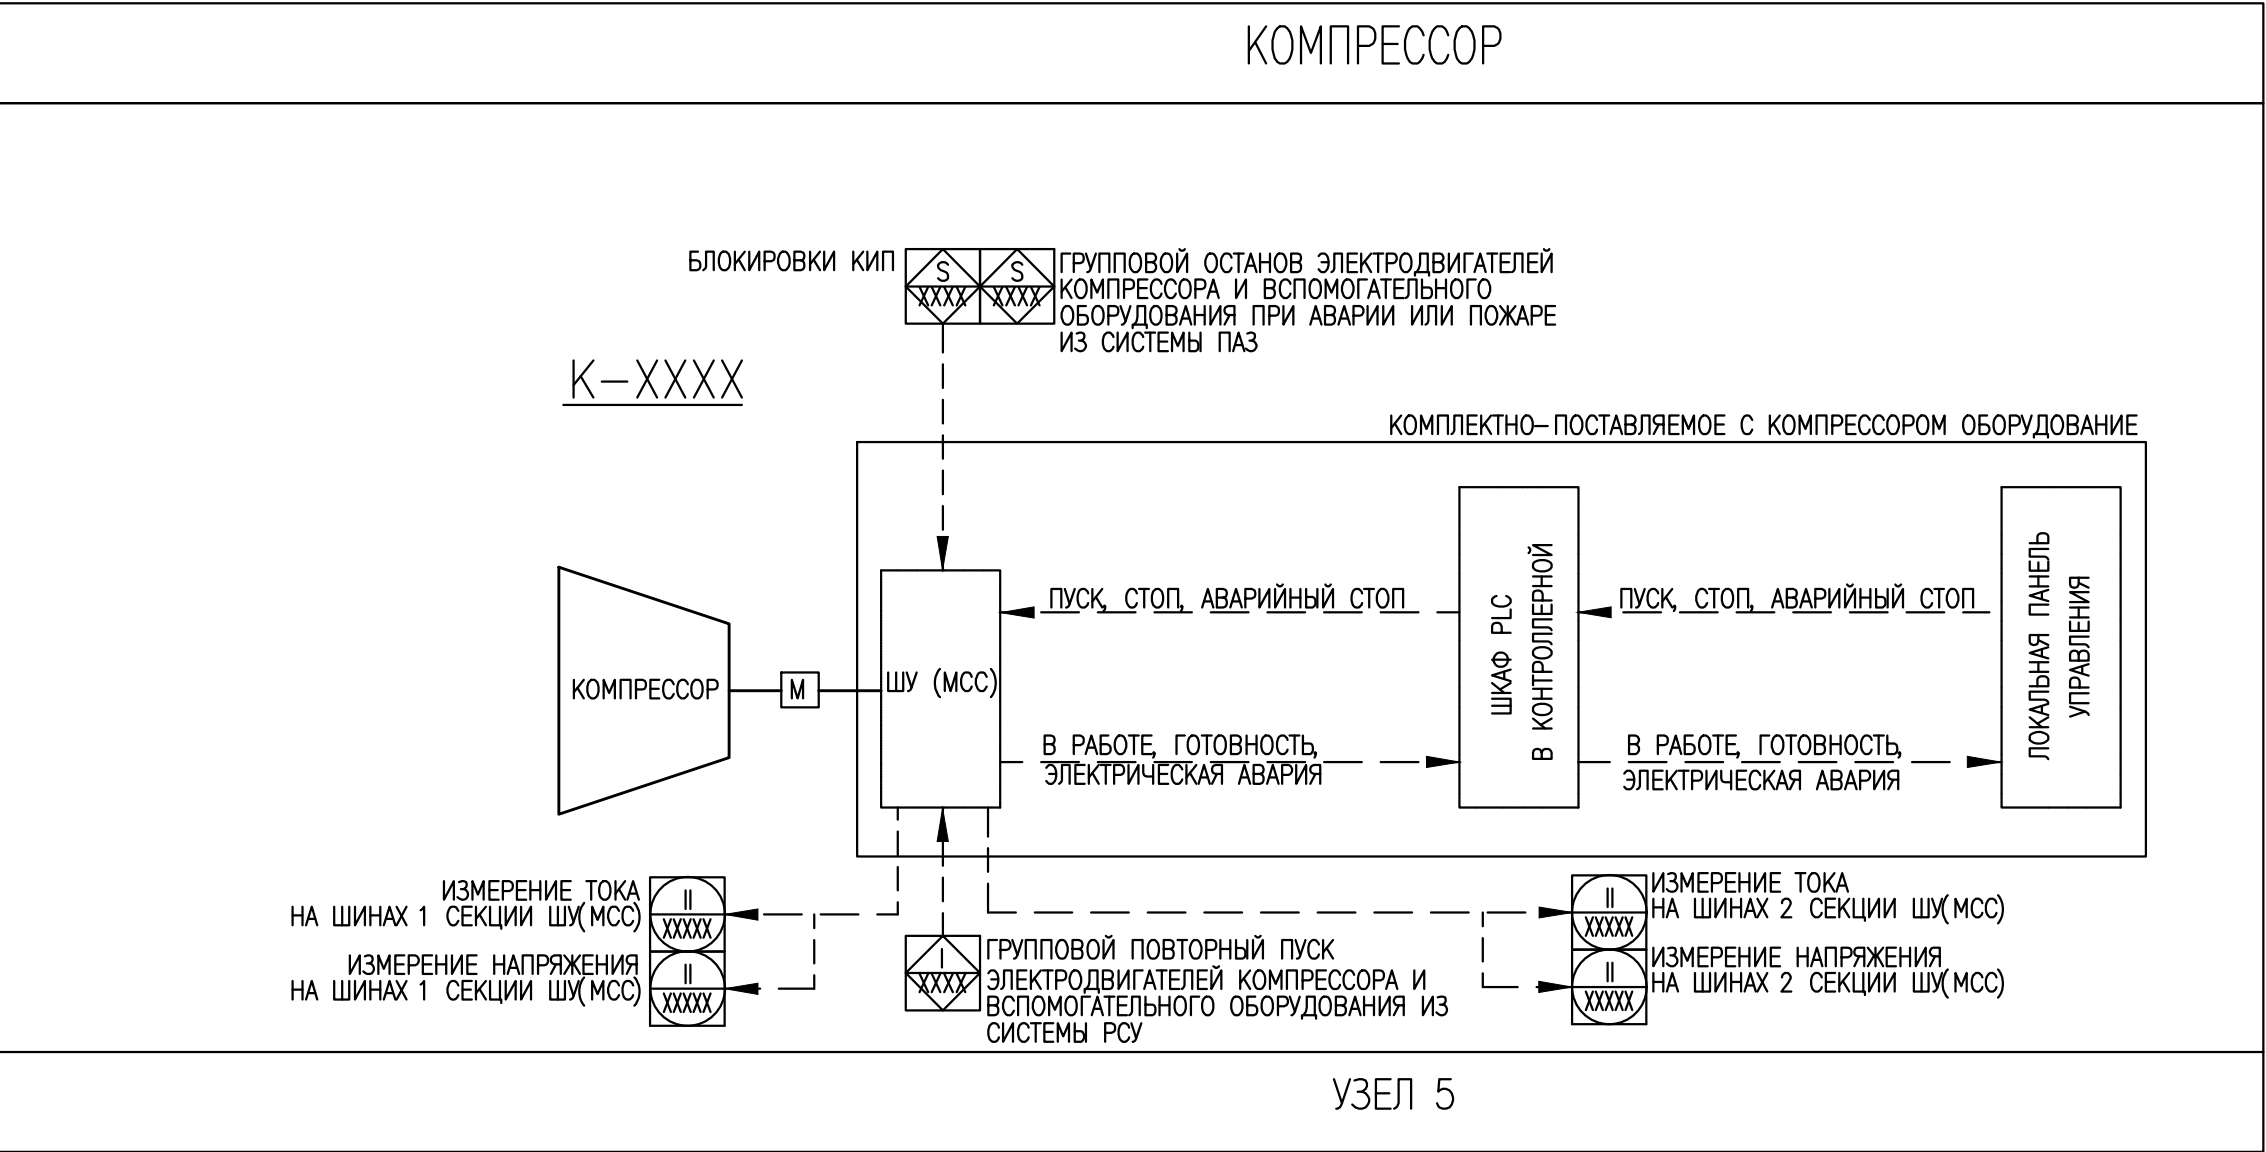 КОМПРЕССОР
БЛОКИРОВКИ КИП
S
XXXX
S
XXXX
ГРУППОВОЙ ОСТАНОВ ЭЛЕКТРОДВИГАТЕЛЕЙ
КОМПРЕССОРА И ВСПОМОГАТЕЛЬНОГО
ОБОРУДОВАНИЯ ПРИ АВАРИИ ИЛИ ПОЖАРЕ
ИЗ СИСТЕМЫ ПАЗ
К-ХХХХ
КОМПЛЕКТНО-ПОСТАВЛЯЕМОЕ С КОМПРЕССОРОМ ОБОРУДОВАНИЕ
КОМПРЕССОР
М
ШУ (МСС)
ПУСК, СТОП, АВАРИЙНЫЙ СТОП
В РАБОТЕ, ГОТОВНОСТЬ,
ЭЛЕКТРИЧЕСКАЯ АВАРИЯ
ШКАФ PLC
В КОНТРОЛЛЕРНОЙ
ПУСК, СТОП, АВАРИЙНЫЙ СТОП
В РАБОТЕ, ГОТОВНОСТЬ,
ЭЛЕКТРИЧЕСКАЯ АВАРИЯ
ЛОКАЛЬНАЯ ПАНЕЛЬ
УПРАВЛЕНИЯ
ИЗМЕРЕНИЕ ТОКА
НА ШИНАХ 1 СЕКЦИИ ШУ(МСС)
II
XXXXX
ИЗМЕРЕНИЕ НАПРЯЖЕНИЯ
НА ШИНАХ 1 СЕКЦИИ ШУ(МСС)
II
XXXXX
I
XXXX
ГРУППОВОЙ ПОВТОРНЫЙ ПУСК
ЭЛЕКТРОДВИГАТЕЛЕЙ КОМПРЕССОРА И
ВСПОМОГАТЕЛЬНОГО ОБОРУДОВАНИЯ ИЗ
СИСТЕМЫ РСУ
II
XXXXX
ИЗМЕРЕНИЕ ТОКА
НА ШИНАХ 2 СЕКЦИИ ШУ(МСС)
II
XXXXX
ИЗМЕРЕНИЕ НАПРЯЖЕНИЯ
НА ШИНАХ 2 СЕКЦИИ ШУ(МСС)
УЗЕЛ 5